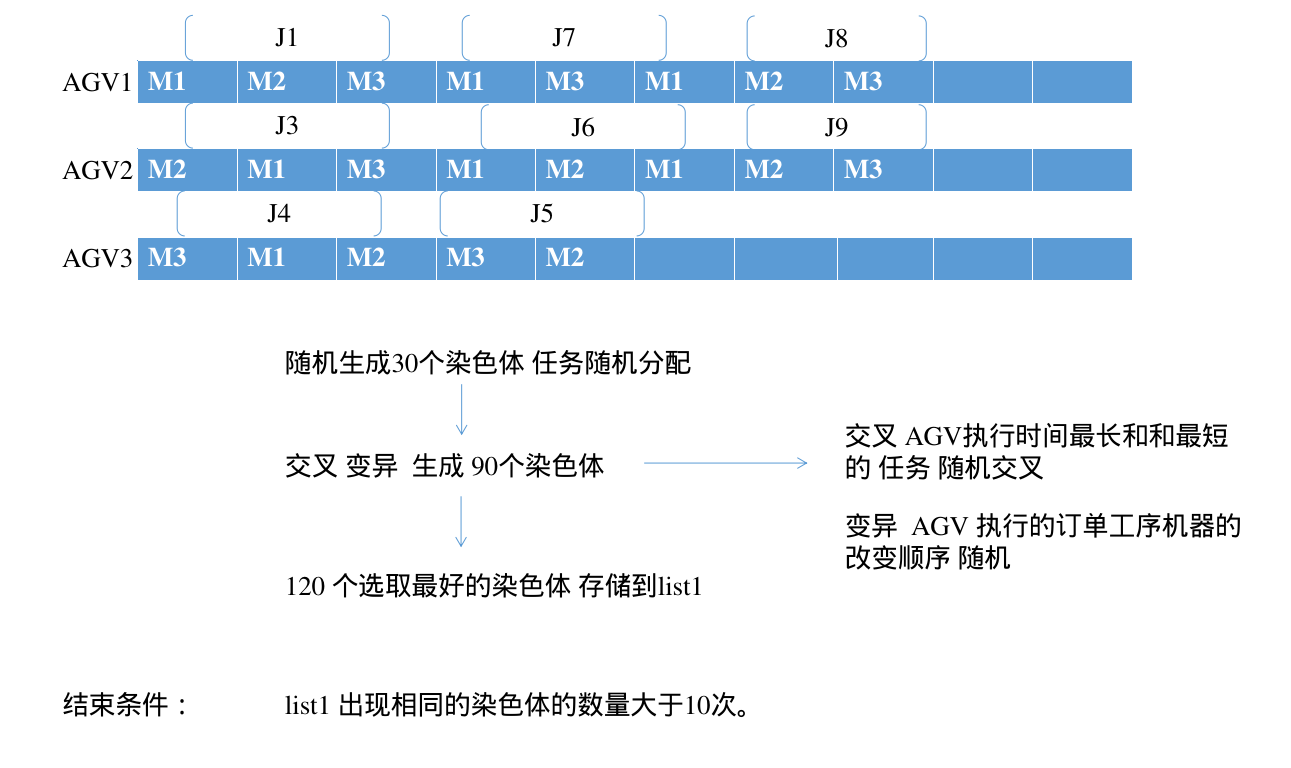 J1 J7 J8
AGV1 M1 M2 M3 M1 M3 M1 M2 M3
J3 J6 J9
AGV2 M2 M1 M3 M1 M2 M1 M2 M3
J4 J5
AGV3 M3 M1 M2 M3 M2
随机生成30个染色体 任务随机分配
交叉 变异 生成 90个染色体
交叉 AGV执行时间最长和和最短
的 任务 随机交叉
变异 AGV 执行的订单工序机器的
改变顺序 随机
120 个选取最好的染色体 存储到list1
结束条件： list1 出现相同的染色体的数量大于10次。